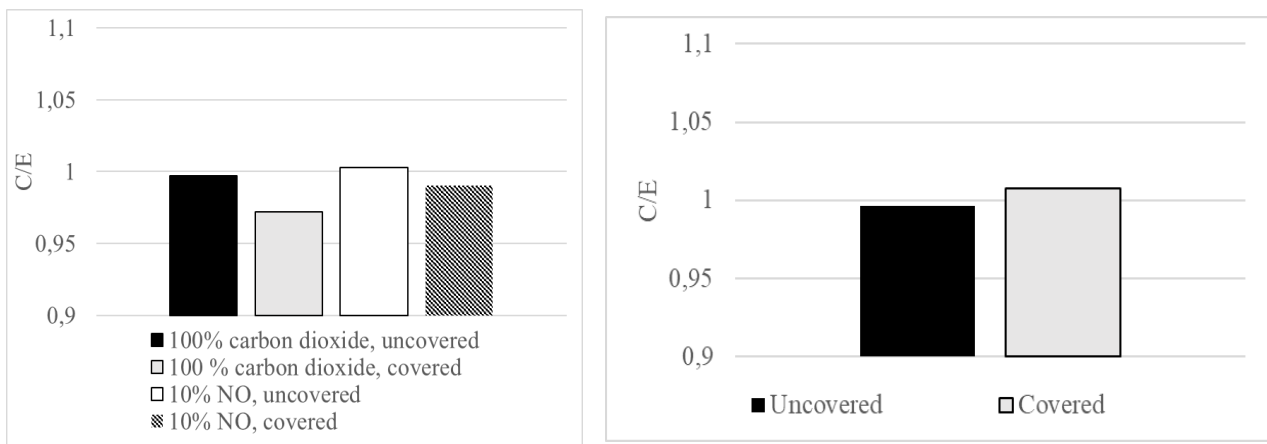 1,1
1,05
1
0,95
0,9
C/E
100% carbon dioxide, uncovered
100 % carbon dioxide, covered
10% NO, uncovered
10% NO, covered
1,1
1,05
1
0,95
0,9
C/E
Uncovered
Covered